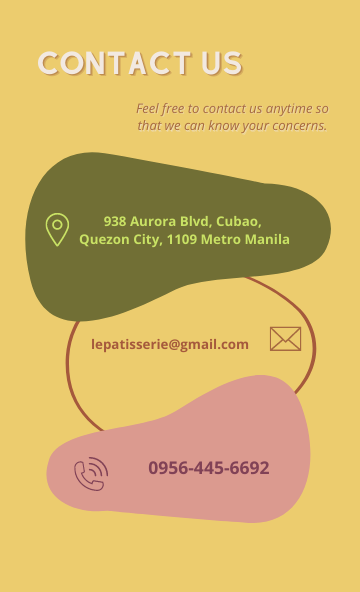 CONTACT US
Feel free to contact us anytime so
that we can know your concerns.
938 Aurora Blvd, Cubao,
Quezon City, 1109 Metro Manila
lepatisserie@gmail.com
0956-445-6692